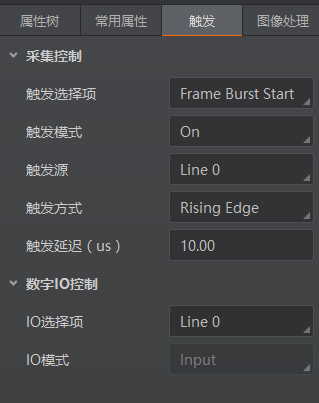 属性树 常用属性 触发 图像处理
采集控制
触发选择项 Frame Burst Start
触发模式 On
触发源 Line 0
触发方式 Rising Edge
触发延迟（us） 10.00
数字IO控制
IO选择项 Line 0
IO模式 Input